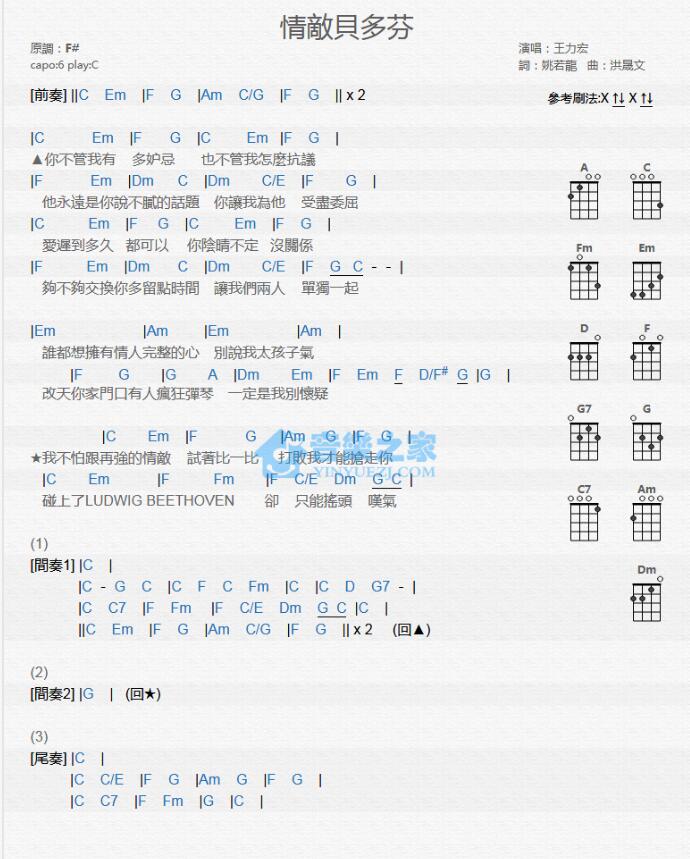 情敵貝多芬
原調：F#
演唱：王力宏
capo:6 play:C
詞：姚若龍 曲：洪晟文
[前奏] ||C Em |F G |Am C/G |F G || x 2
參考刷法:X ↑↓ X ↑↓
|C Em |F G |C Em |F G |
▲你不管我有 多妒忌 也不管我怎麼抗議
|F Em |Dm C |Dm C/E |F G |
他永遠是你說不膩的話題 你讓我為他 受盡委屈
|C Em |F G |C Em |F G |
愛遲到多久 都可以 你陰晴不定 沒關係
|F Em |Dm C |Dm C/E |F G C - - |
夠不夠交換你多留點時間 讓我們兩人 單獨一起
|Em |Am |Em |Am |
誰都想擁有情人完整的心 別說我太孩子氣
|F G |G A |Dm Em |F Em F D/F# G |G |
改天你家門口有人瘋狂彈琴 一定是我別懷疑
|C Em |F G |Am G |F G |
★我不怕跟再強的情敵 試著比一比 打敗我才能搶走你
|C Em |F Fm |F C/E Dm G C |
碰上了LUDWIG BEETHOVEN 卻 只能搖頭 嘆氣
音樂之家
YINYUEZJ.COM
(1)
[間奏1] |C |
|C - G C |C F C Fm |C |C D G7 - |
|C C7 |F Fm |F C/E Dm G C |C |
||C Em |F G |Am C/G |F G || x 2 (回▲)
(2)
[間奏2] |G | (回★)
(3)
[尾奏] |C |
|C C/E |F G |Am G |F G |
|C C7 |F Fm |G |C |
A C
Fm Em
D F
G7 G
C7 Am
Dm